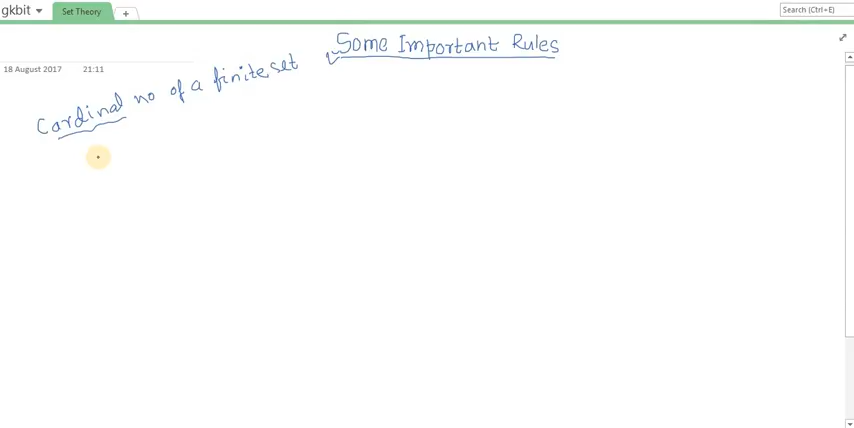 gkbit
Set Theory
Search (Ctrl+E)
Some Important Rules
18 August 2017 21:11
Cardinal no of a finite set